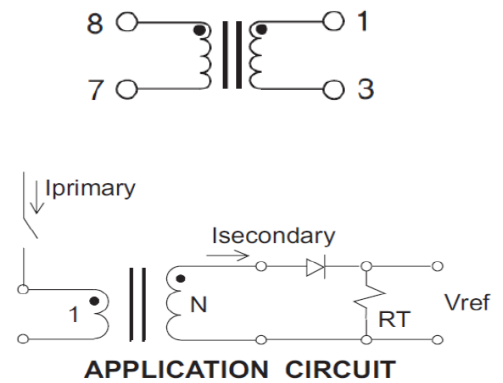 8 1
7 3
Iprimary
Isecondary
1 N RT Vref
APPLICATION CIRCUIT